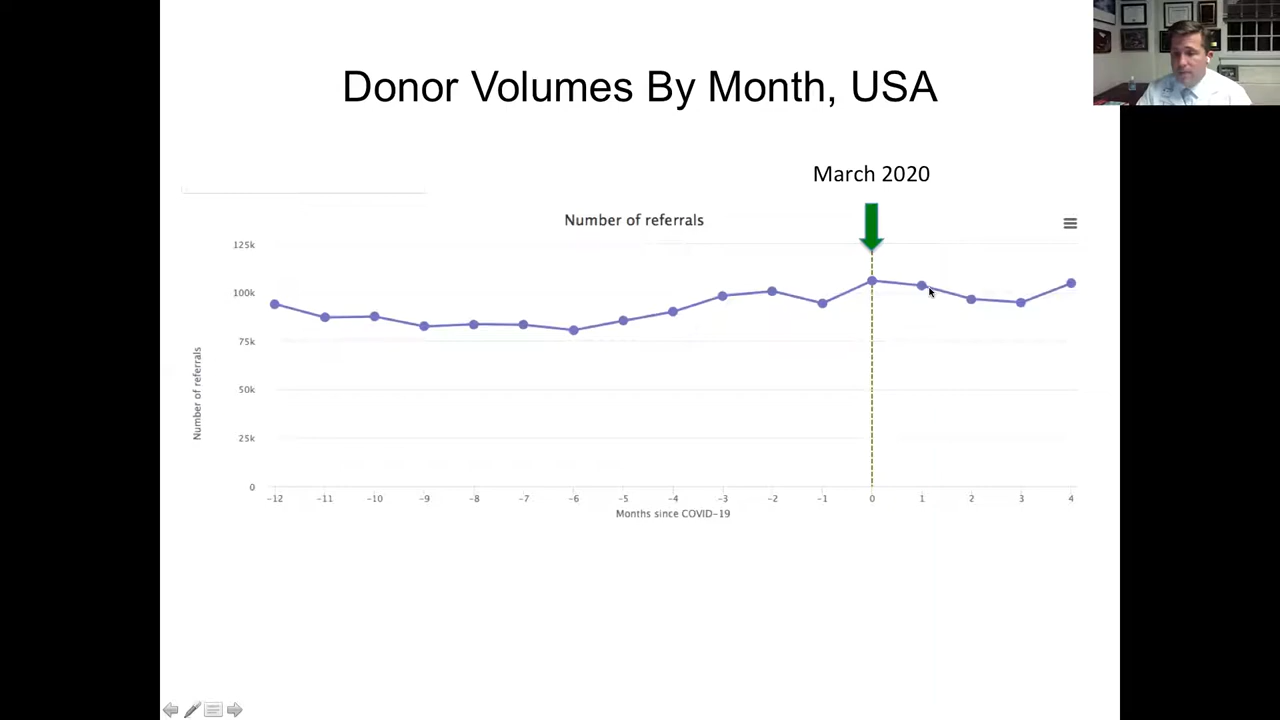 Donor Volumes By Month, USA
March 2020
Number of referrals
125k
100k
75k
50k
25k
0
Number of referrals
-12 -11 -10 -9 -8 -7 -6 -5 -4 -3 -2 -1 0 1 2 3 4
Months since COVID-19